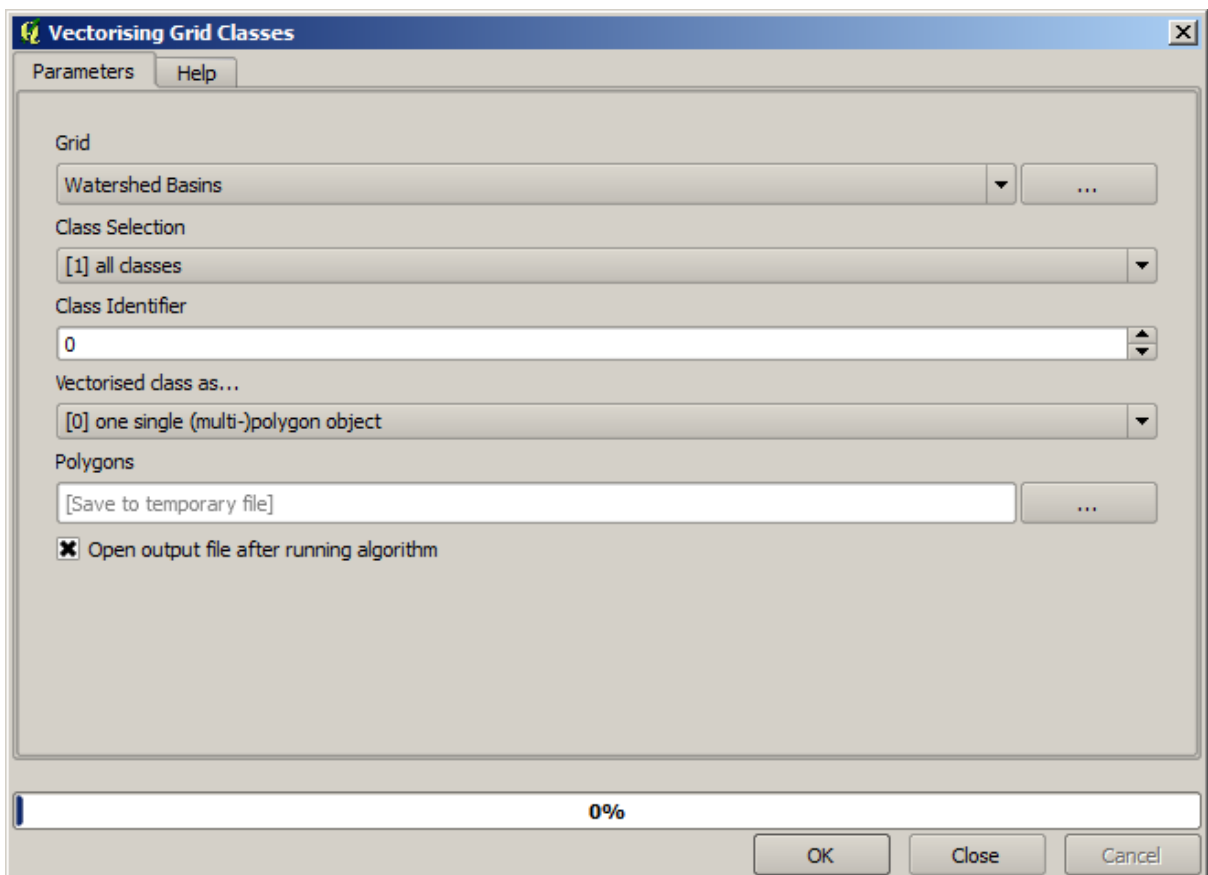 Vectorising Grid Classes
Parameters Help
Grid
Watershed Basins ...
Class Selection
[1] all classes
Class Identifier
0
Vectorised class as...
[0] one single (multi-)polygon object
Polygons
[Save to temporary file] ...
Open output file after running algorithm
0%
OK Close Cancel